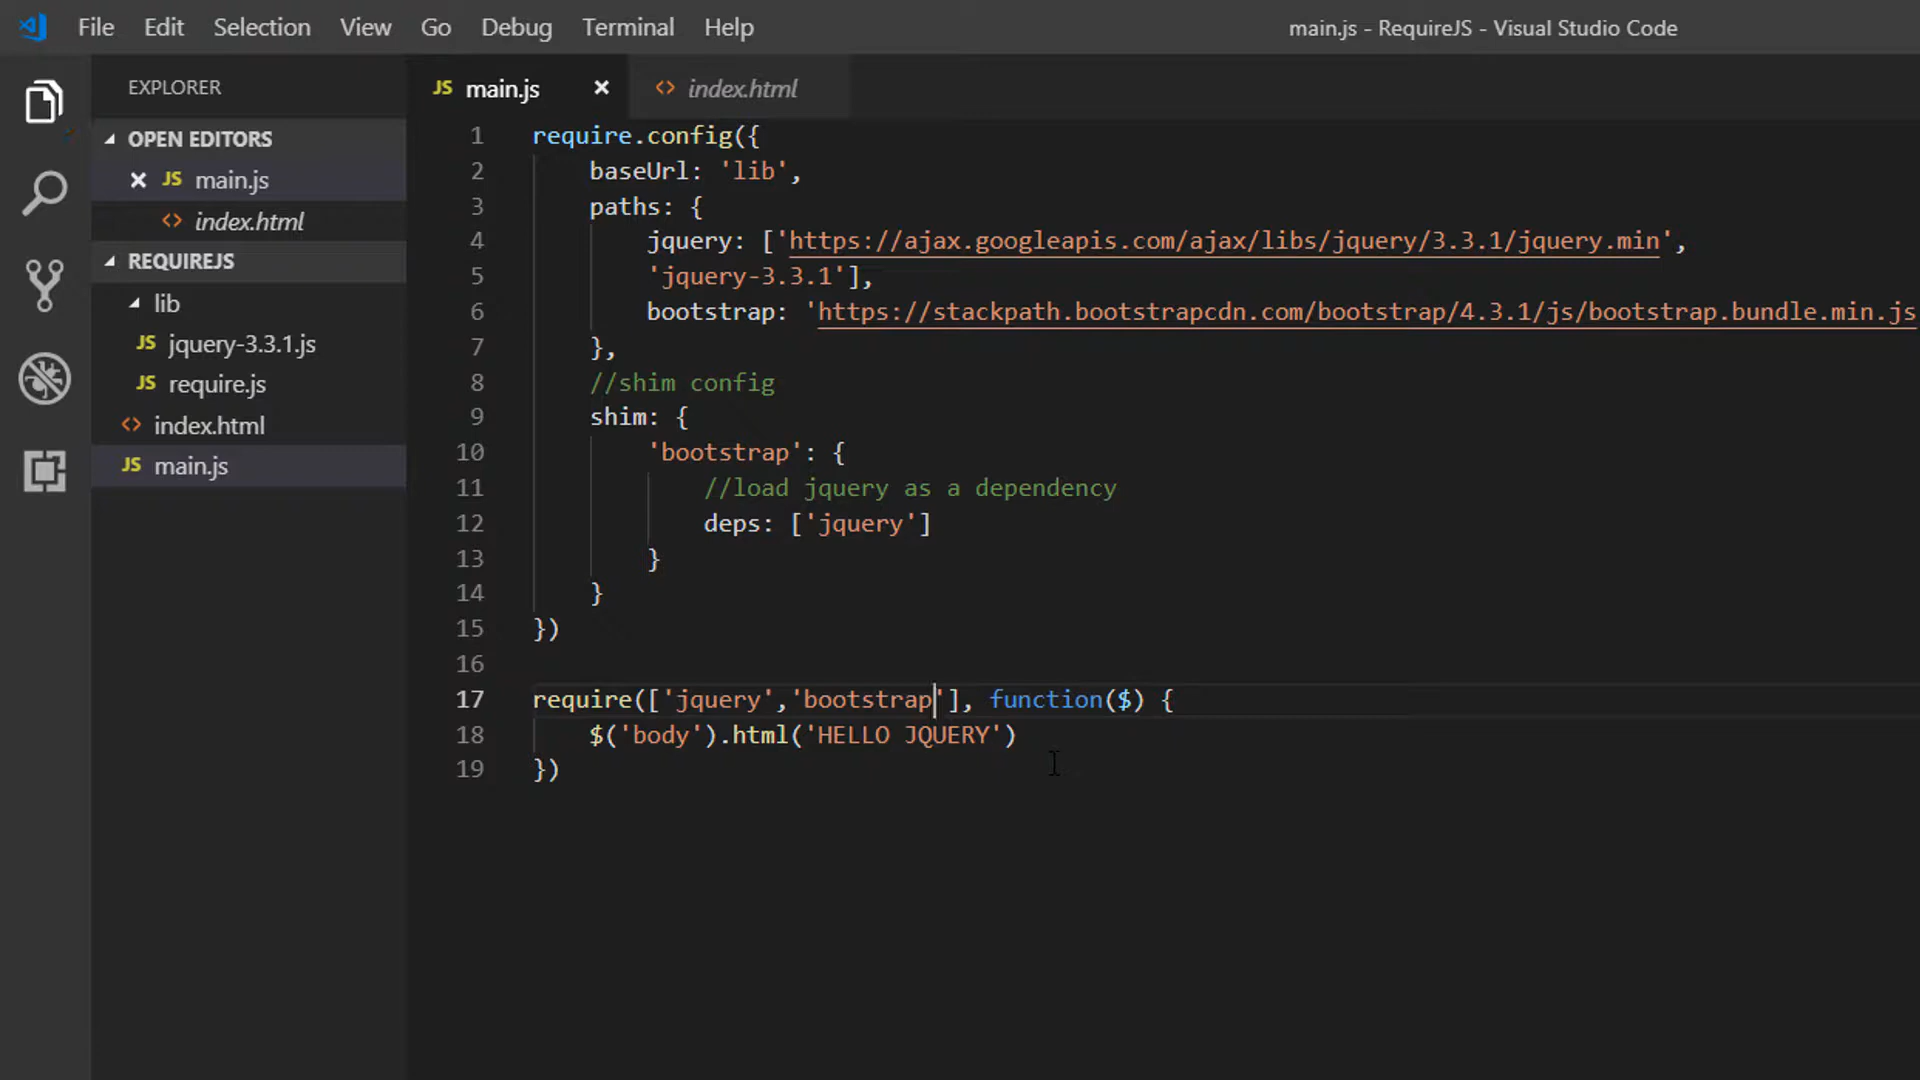 File Edit Selection View Go Debug Terminal Help
main.js - RequireJS - Visual Studio Code
EXPLORER
OPEN EDITORS
JS main.js
<> index.html
REQUIREJS
lib
JS jquery-3.3.1.js
JS require.js
<> index.html
JS main.js
JS main.js <> index.html
1 require.config({
2 baseUrl: 'lib',
3 paths: {
4 jquery: ['https://ajax.googleapis.com/ajax/libs/jquery/3.3.1/jquery.min',
5 'jquery-3.3.1'],
6 bootstrap: 'https://stackpath.bootstrapcdn.com/bootstrap/4.3.1/js/bootstrap.bundle.min.js
7 },
8 //shim config
9 shim: {
10 'bootstrap': {
11 //load jquery as a dependency
12 deps: ['jquery']
13 }
14 }
15 })
16
17 require(['jquery','bootstrap'], function($) {
18 $('body').html('HELLO JQUERY')
19 })